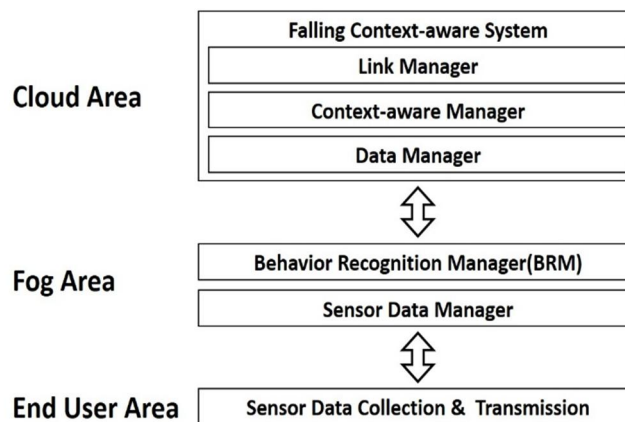 Falling Context-aware System
Link Manager
Cloud Area
Context-aware Manager
Data Manager
Behavior Recognition Manager(BRM)
Fog Area
Sensor Data Manager
End User Area
Sensor Data Collection & Transmission